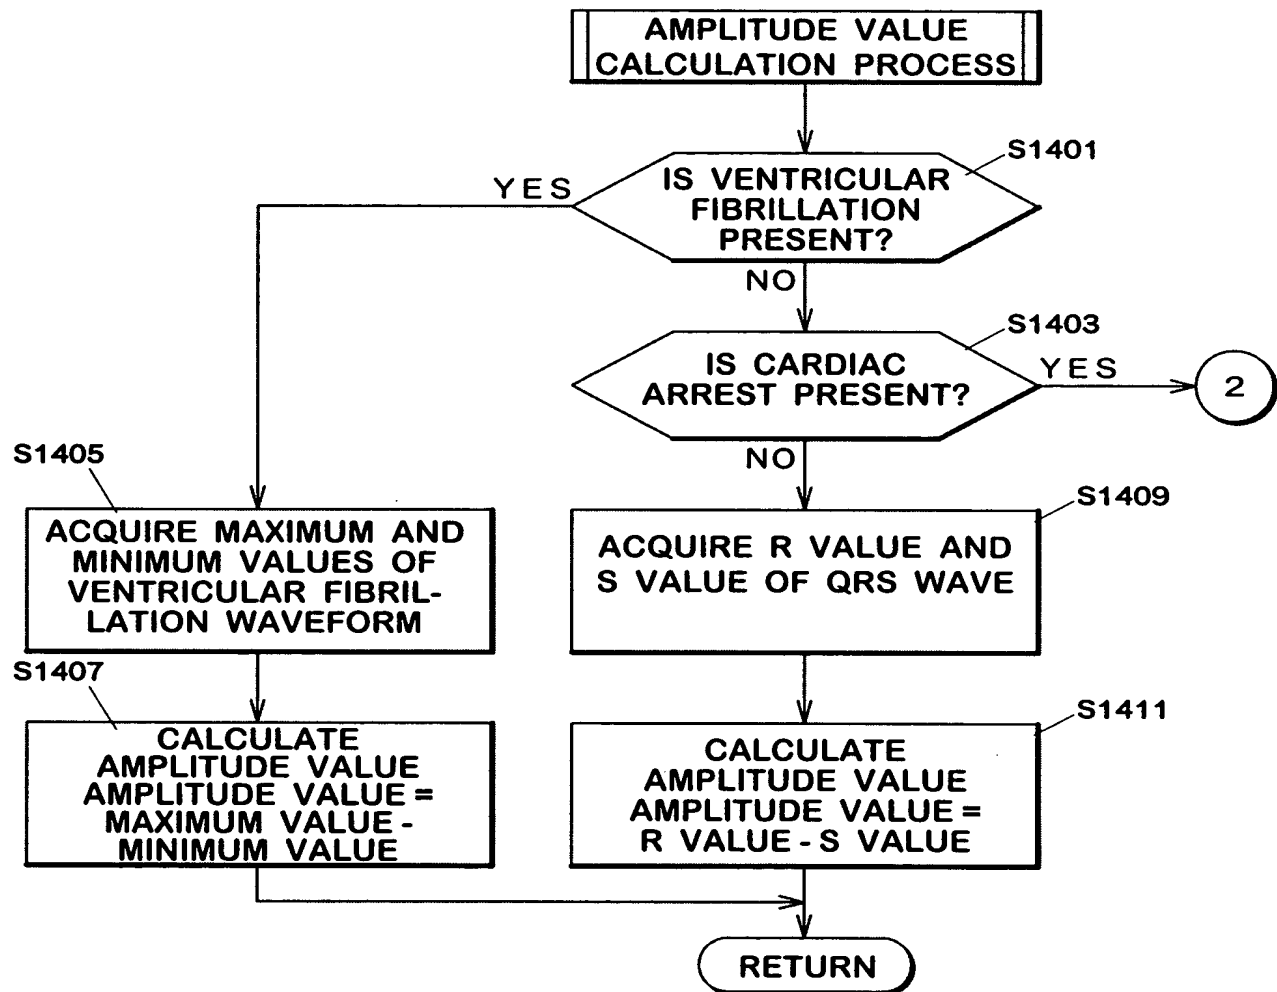 AMPLITUDE VALUE
CALCULATION PROCESS
S1401
YES
IS VENTRICULAR
FIBRILLATION
PRESENT?
NO
S1403
IS CARDIAC
ARREST PRESENT?
YES
2
NO
S1405
ACQUIRE MAXIMUM AND
MINIMUM VALUES OF
VENTRICULAR FIBRIL-
LATION WAVEFORM
S1409
ACQUIRE R VALUE AND
S VALUE OF QRS WAVE
S1407
CALCULATE
AMPLITUDE VALUE
AMPLITUDE VALUE=
MAXIMUM VALUE-
MINIMUM VALUE
S1411
CALCULATE
AMPLITUDE VALUE
AMPLITUDE VALUE=
R VALUE-S VALUE
RETURN